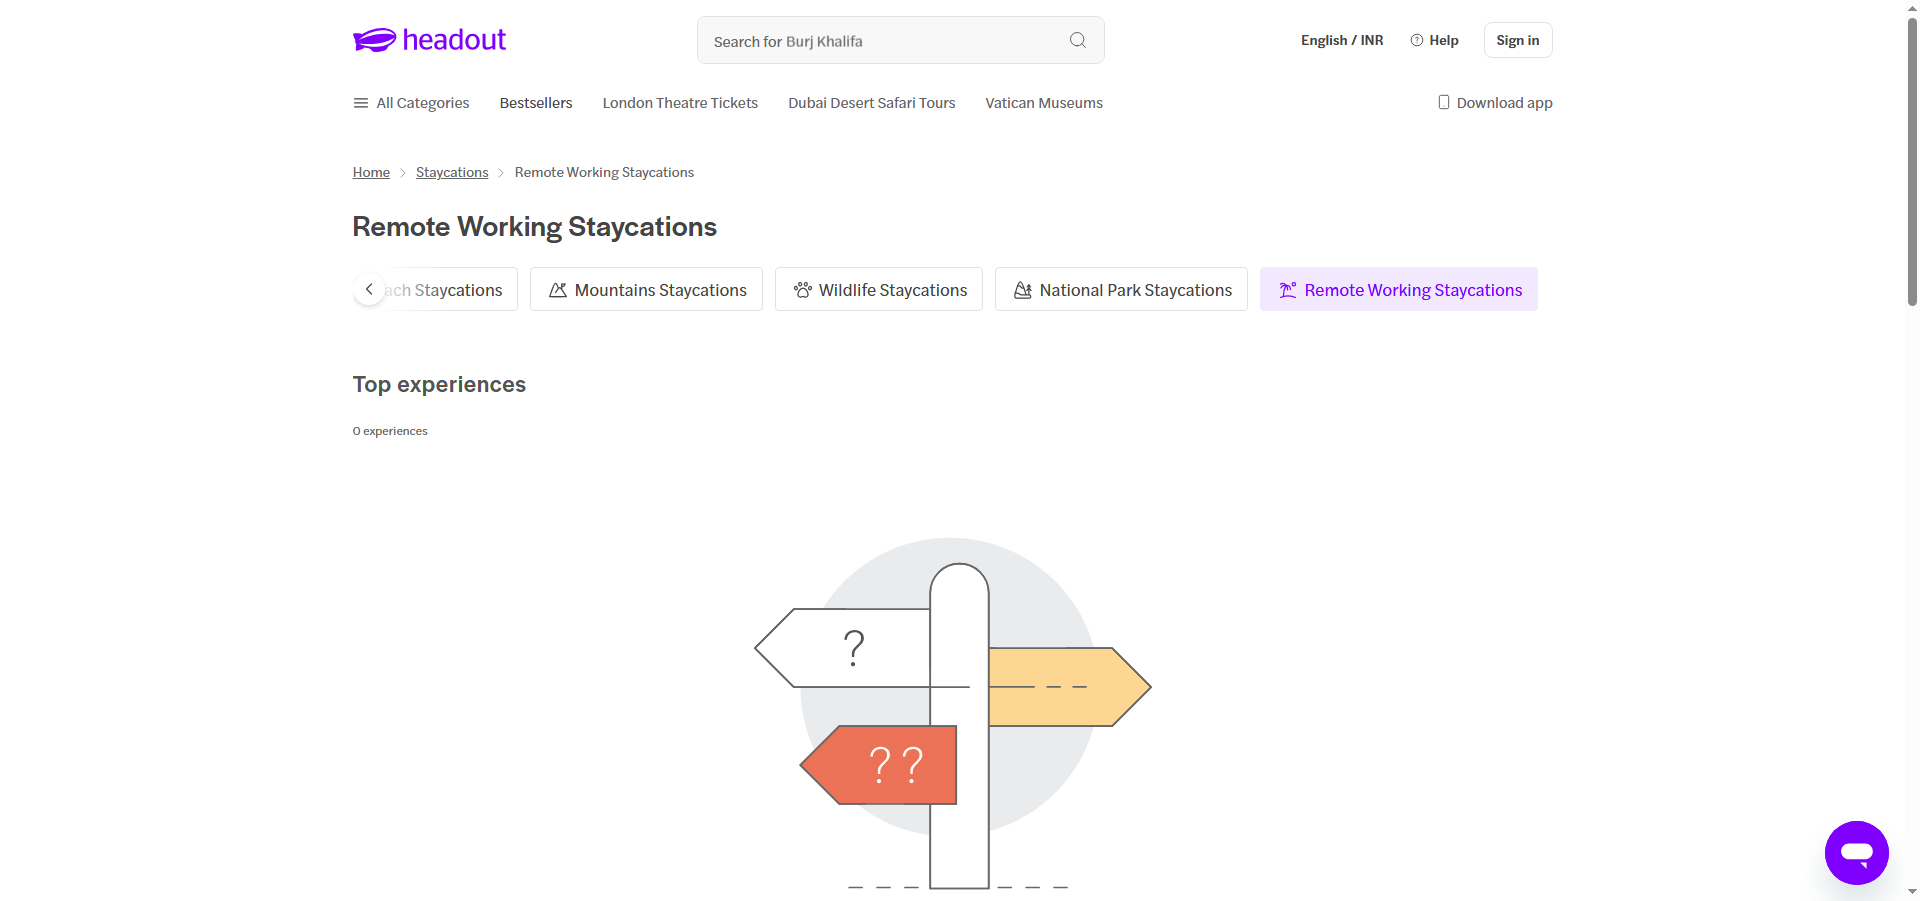 headout
Search for Burj Khalifa
English / INR
Help
Sign in
All Categories
Bestsellers
London Theatre Tickets
Dubai Desert Safari Tours
Vatican Museums
Download app
Home
Staycations
Remote Working Staycations
Remote Working Staycations
ach Staycations
Mountains Staycations
Wildlife Staycations
National Park Staycations
Remote Working Staycations
Top experiences
0 experiences
?
??